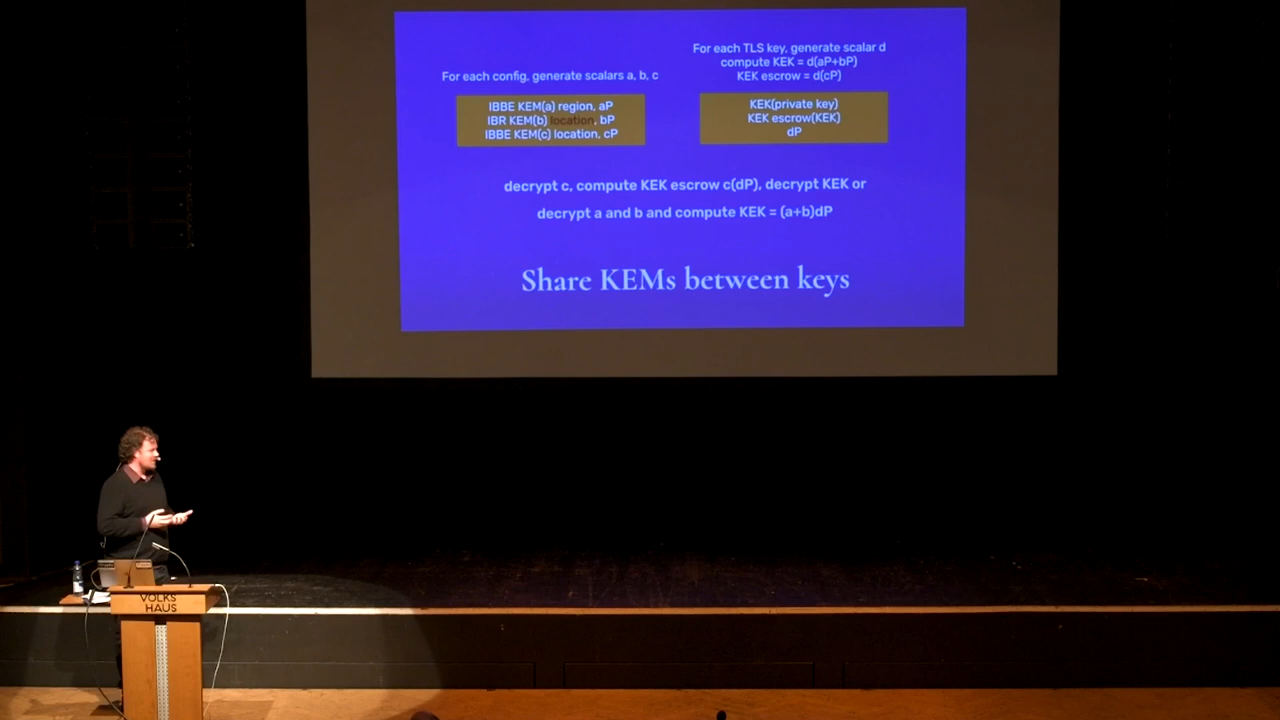 For each config, generate scalars a, b, c
IBBE KEM(a) region, aP
IBR KEM(b) location, bP
IBBE KEM(c) location, cP
For each TLS key, generate scalar d
compute KEK = d(aP+bP)
KEK escrow = d(cP)
KEK(private key)
KEK escrow(KEK)
dP
decrypt c, compute KEK escrow c(dP), decrypt KEK or
decrypt a and b and compute KEK = (a+b)dP
Share KEMs between keys
VOLKS
HAUS